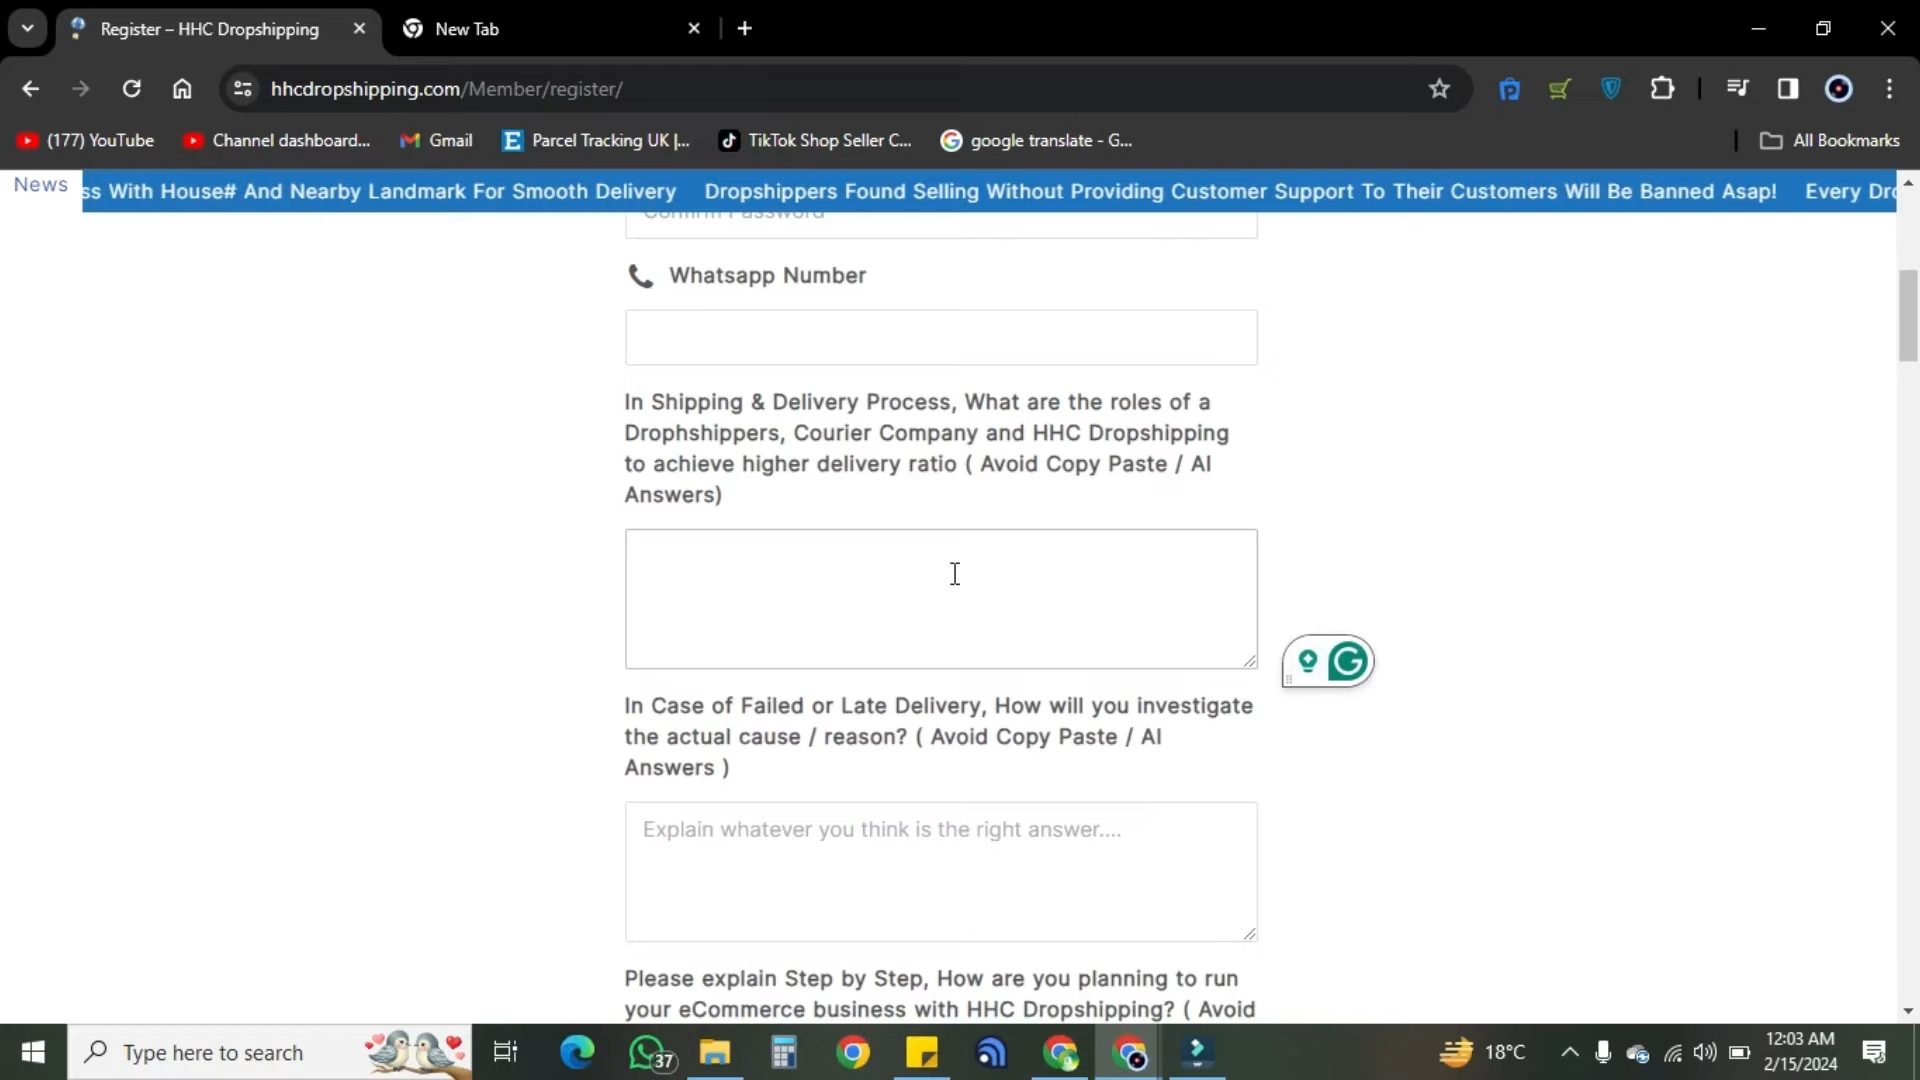 Register – HHC Dropshipping
New Tab
hhcdropshipping.com/Member/register/
(177) YouTube
Channel dashboard...
Gmail
Parcel Tracking UK |...
TikTok Shop Seller C...
google translate - G...
All Bookmarks
News
ss With House# And Nearby Landmark For Smooth Delivery Dropshippers Found Selling Without Providing Customer Support To Their Customers Will Be Banned Asap! Every Dro
Confirm Password
Whatsapp Number
In Shipping & Delivery Process, What are the roles of a
Drophshippers, Courier Company and HHC Dropshipping
to achieve higher delivery ratio ( Avoid Copy Paste / AI
Answers)
In Case of Failed or Late Delivery, How will you investigate
the actual cause / reason? ( Avoid Copy Paste / AI
Answers )
Explain whatever you think is the right answer....
Please explain Step by Step, How are you planning to run
your eCommerce business with HHC Dropshipping? ( Avoid
Type here to search
37
18°C
12:03 AM
2/15/2024